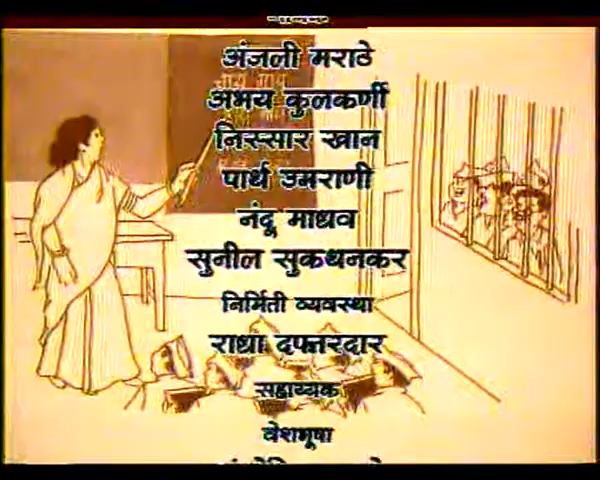 अंजली मराठे
अभय कुलकर्णी
निस्सार खान
पार्थ उमराणी
नंदू माधव
सुनील सुकथनकर
निर्मिती व्यवस्था
राधा दफ्तरदार
सहाय्यक
वेशभूषा